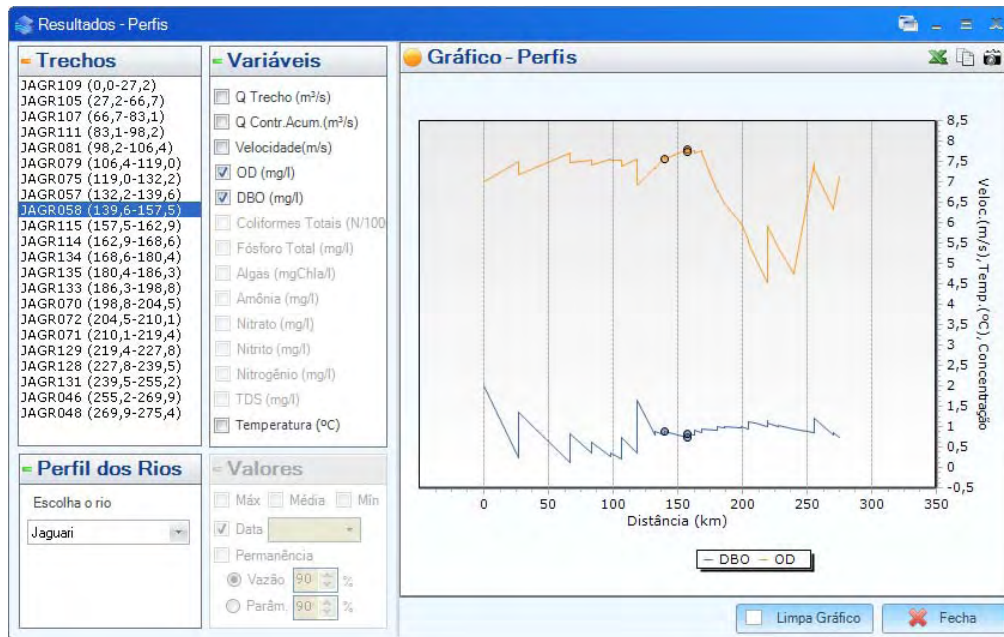 Resultados - Perfis
Trechos
JAGR109 (0,0-27,2)
JAGR105 (27,2-66,7)
JAGR107 (66,7-83,1)
JAGR111 (83,1-98,2)
JAGR081 (98,2-106,4)
JAGR079 (106,4-119,0)
JAGR075 (119,0-132,2)
JAGR057 (132,2-139,6)
JAGR058 (139,6-157,5)
JAGR115 (157,5-162,9)
JAGR114 (162,9-168,6)
JAGR134 (168,6-180,4)
JAGR135 (180,4-186,3)
JAGR133 (186,3-198,8)
JAGR070 (198,8-204,5)
JAGR072 (204,5-210,1)
JAGR071 (210,1-219,4)
JAGR129 (219,4-227,8)
JAGR128 (227,8-239,5)
JAGR131 (239,5-255,2)
JAGR046 (255,2-269,9)
JAGR048 (269,9-275,4)
Variáveis
Q Trecho (m³/s)
Q Contr.Acum.(m³/s)
Velocidade(m/s)
OD (mg/l)
DBO (mg/l)
Coliformes Totais (N/100
Fósforo Total (mg/l)
Algas (mgChla/l)
Amônia (mg/l)
Nitrato (mg/l)
Nitrito (mg/l)
Nitrogênio (mg/l)
TDS (mg/l)
Temperatura (ºC)
Perfil dos Rios
Escolha o rio
Jaguari
Valores
Máx Média Mín
Data
Permanência
Vazão 90 %
Parâm. 90 %
Gráfico - Perfis
8,5
8
7,5
7
6,5
6
5,5
5
4,5
4
3,5
3
2,5
2
1,5
1
0,5
0
-0,5
Veloc.(m/s),Temp.(ºC), Concentração
0 50 100 150 200 250 300 350
Distância (km)
DBO OD
Limpa Gráfico
Fecha